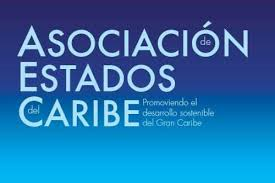 ASOCIACIÓN de
ESTADOS
del CARIBE
Promoviendo el
desarrollo sostenible
del Gran Caribe